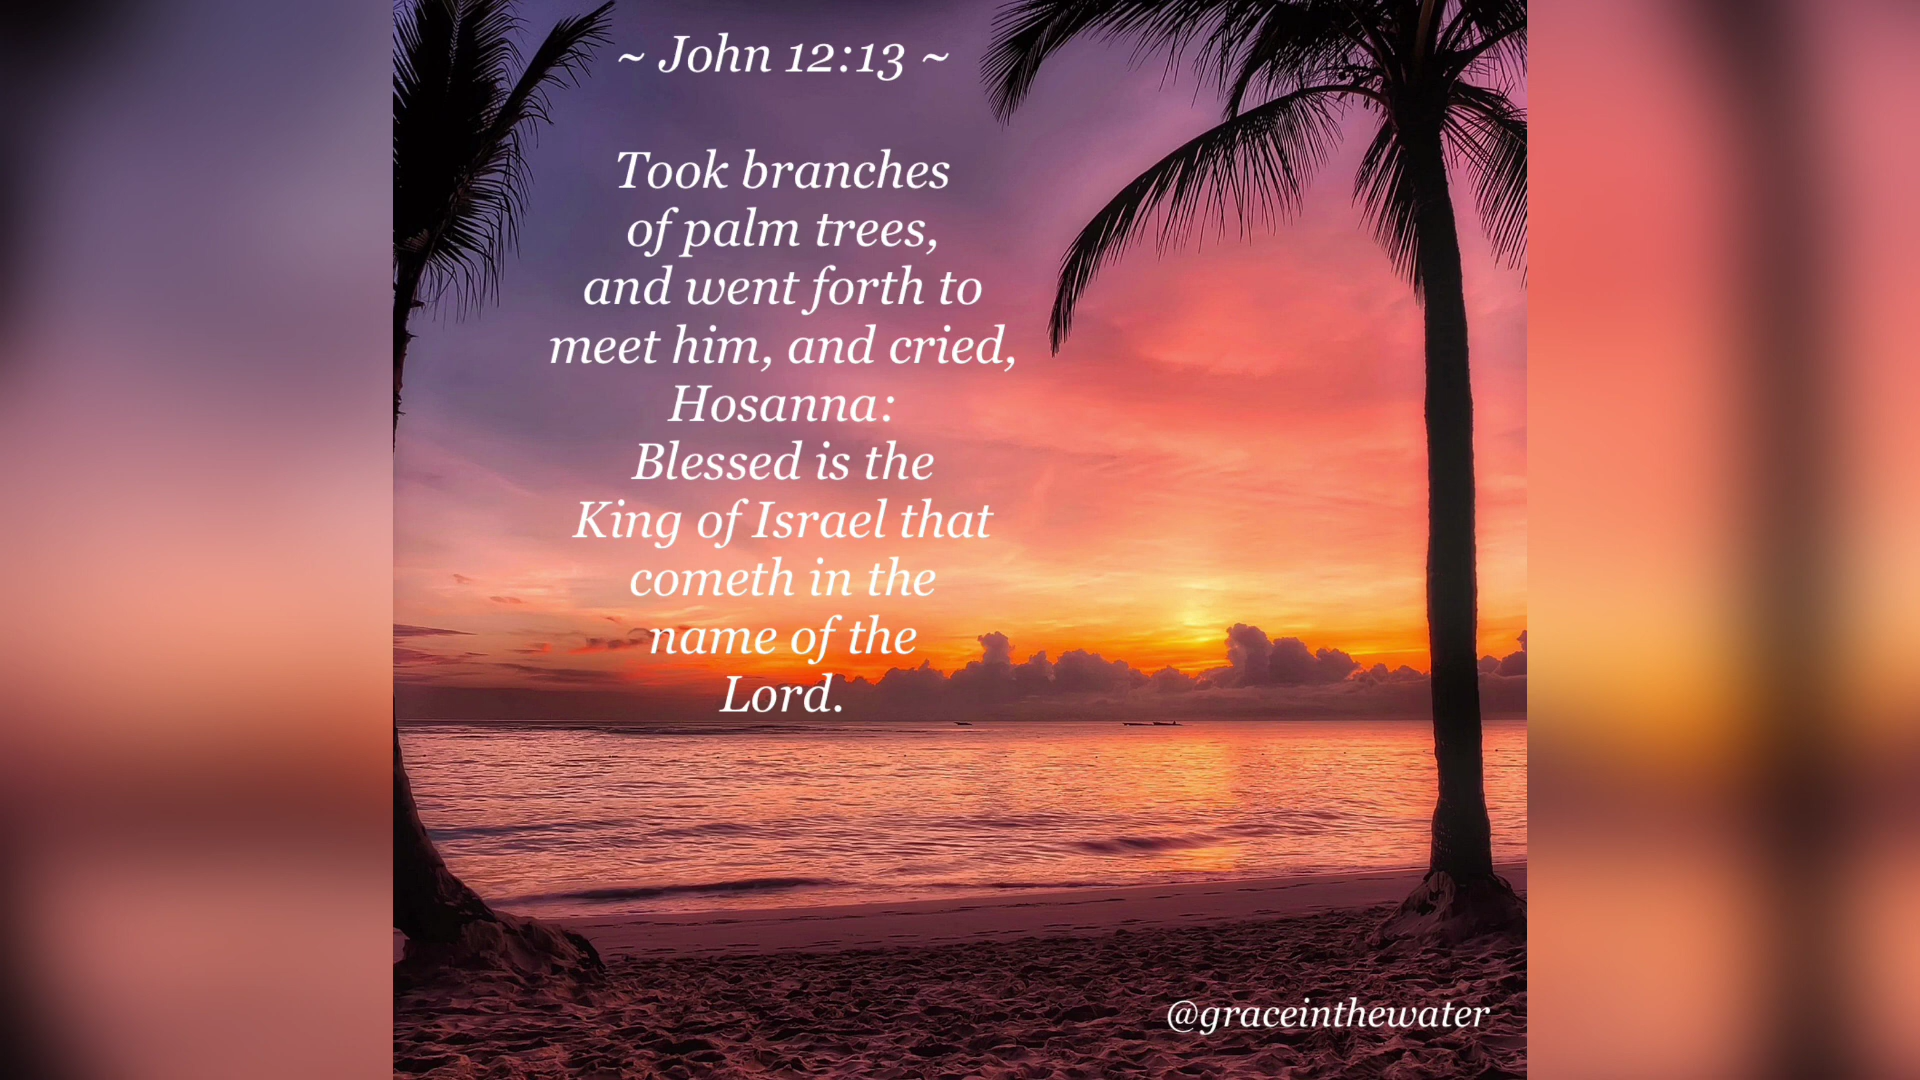 ~ John 12:13 ~
Took branches
of palm trees,
and went forth to
meet him, and cried,
Hosanna:
Blessed is the
King of Israel that
cometh in the
name of the
Lord.
@graceinthewater